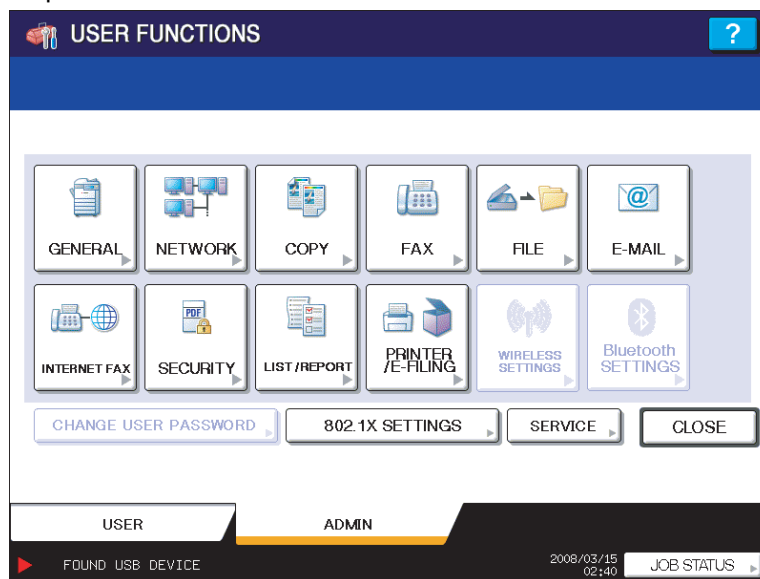 USER FUNCTIONS
?
GENERAL
NETWORK
COPY
FAX
FILE
E-MAIL
@
INTERNET FAX
PDF
SECURITY
LIST/REPORT
PRINTER
/E-FILING
WIRELESS
SETTINGS
Bluetooth
SETTINGS
CHANGE USER PASSWORD
802.1X SETTINGS
SERVICE
CLOSE
USER
ADMIN
FOUND USB DEVICE
2008/03/15
02:40
JOB STATUS